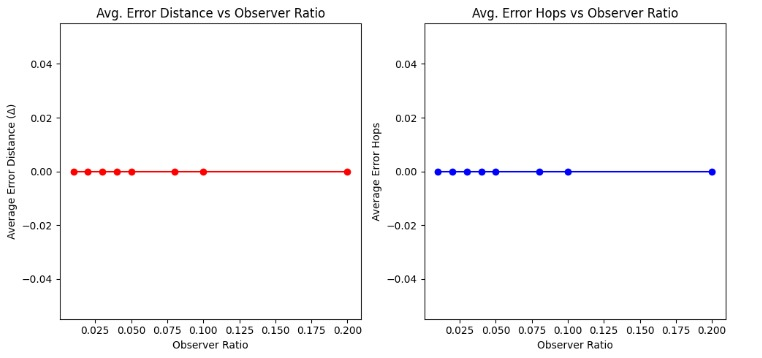 Avg. Error Distance vs Observer Ratio
Average Error Distance (Δ)
0.04
0.02
0.00
−0.02
−0.04
0.025 0.050 0.075 0.100 0.125 0.150 0.175 0.200
Observer Ratio
Avg. Error Hops vs Observer Ratio
Average Error Hops
0.04
0.02
0.00
−0.02
−0.04
0.025 0.050 0.075 0.100 0.125 0.150 0.175 0.200
Observer Ratio